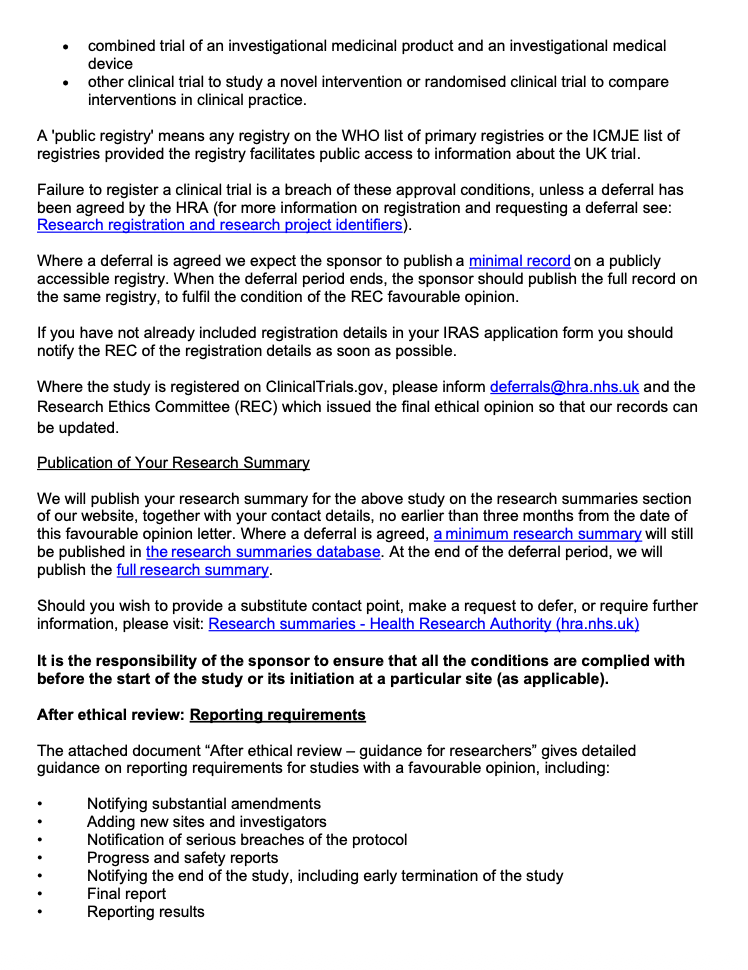 • combined trial of an investigational medicinal product and an investigational medical
device
• other clinical trial to study a novel intervention or randomised clinical trial to compare
interventions in clinical practice.
A 'public registry' means any registry on the WHO list of primary registries or the ICMJE list of
registries provided the registry facilitates public access to information about the UK trial.
Failure to register a clinical trial is a breach of these approval conditions, unless a deferral has
been agreed by the HRA (for more information on registration and requesting a deferral see:
Research registration and research project identifiers).
Where a deferral is agreed we expect the sponsor to publish a minimal record on a publicly
accessible registry. When the deferral period ends, the sponsor should publish the full record on
the same registry, to fulfil the condition of the REC favourable opinion.
If you have not already included registration details in your IRAS application form you should
notify the REC of the registration details as soon as possible.
Where the study is registered on ClinicalTrials.gov, please inform deferrals@hra.nhs.uk and the
Research Ethics Committee (REC) which issued the final ethical opinion so that our records can
be updated.
Publication of Your Research Summary
We will publish your research summary for the above study on the research summaries section
of our website, together with your contact details, no earlier than three months from the date of
this favourable opinion letter. Where a deferral is agreed, a minimum research summary will still
be published in the research summaries database. At the end of the deferral period, we will
publish the full research summary.
Should you wish to provide a substitute contact point, make a request to defer, or require further
information, please visit: Research summaries - Health Research Authority (hra.nhs.uk)
It is the responsibility of the sponsor to ensure that all the conditions are complied with
before the start of the study or its initiation at a particular site (as applicable).
After ethical review: Reporting requirements
The attached document “After ethical review – guidance for researchers” gives detailed
guidance on reporting requirements for studies with a favourable opinion, including:
• Notifying substantial amendments
• Adding new sites and investigators
• Notification of serious breaches of the protocol
• Progress and safety reports
• Notifying the end of the study, including early termination of the study
• Final report
• Reporting results